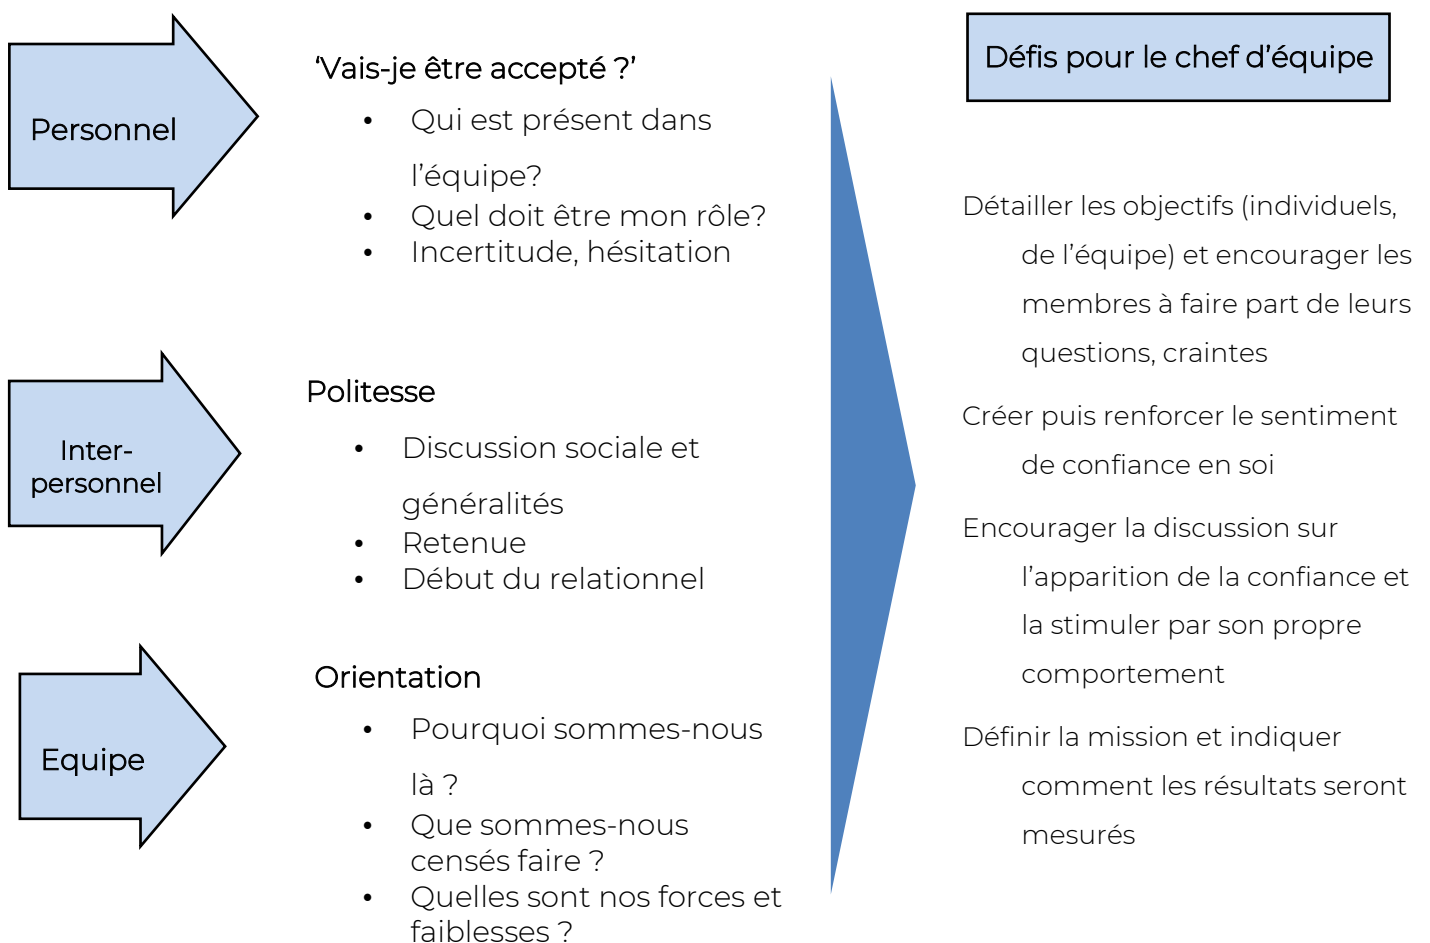 Personnel
‘Vais-je être accepté ?’
• Qui est présent dans
l’équipe?
• Quel doit être mon rôle?
• Incertitude, hésitation
Inter-
personnel
Politesse
• Discussion sociale et
généralités
• Retenue
• Début du relationnel
Equipe
Orientation
• Pourquoi sommes-nous
là ?
• Que sommes-nous
censés faire ?
• Quelles sont nos forces et
faiblesses ?
Défis pour le chef d’équipe
Détailler les objectifs (individuels,
de l’équipe) et encourager les
membres à faire part de leurs
questions, craintes
Créer puis renforcer le sentiment
de confiance en soi
Encourager la discussion sur
l’apparition de la confiance et
la stimuler par son propre
comportement
Définir la mission et indiquer
comment les résultats seront
mesurés